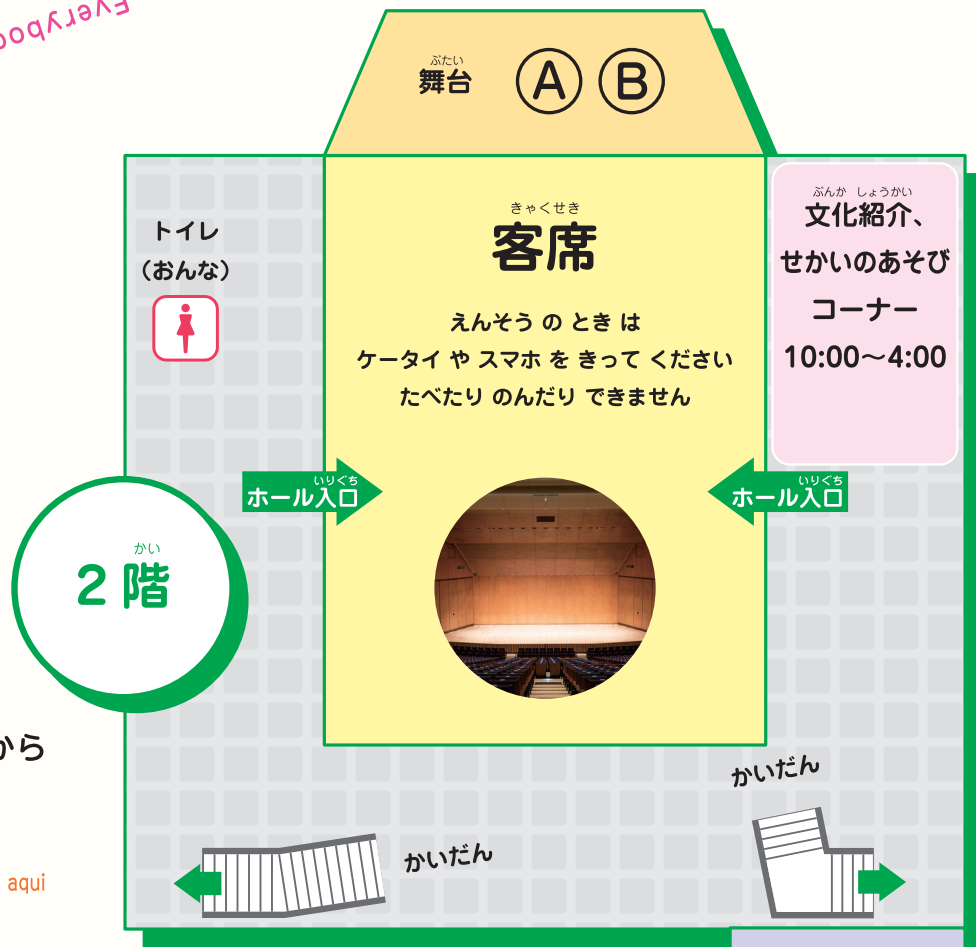 ぶたい
舞台 Ⓐ Ⓑ
きゃくせき
客席
えんそう の とき は
ケータイ や スマホ を きって ください
たべたり のんだり できません
トイレ
(おんな)
ぶんか しょうかい
文化紹介、
せかいのあそび
コーナー
10:00〜4:00
いりぐち
ホール入口
いりぐち
ホール入口
かい
2 階
から
かいだん
かいだん
aqui